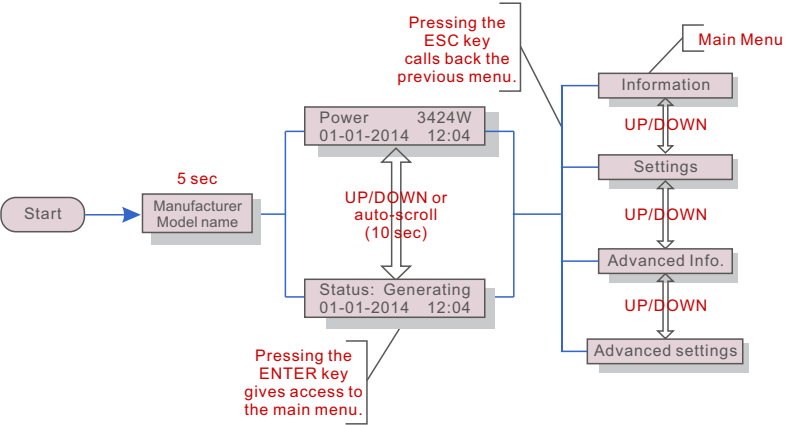 Start
5 sec
Manufacturer
Model name
Power 3424W
01-01-2014 12:04
UP/DOWN or
auto-scroll
(10 sec)
Status: Generating
01-01-2014 12:04
Pressing the
ENTER key
gives access to
the main menu.
Pressing the
ESC key
calls back the
previous menu.
Main Menu
Information
UP/DOWN
Settings
UP/DOWN
Advanced Info.
UP/DOWN
Advanced settings